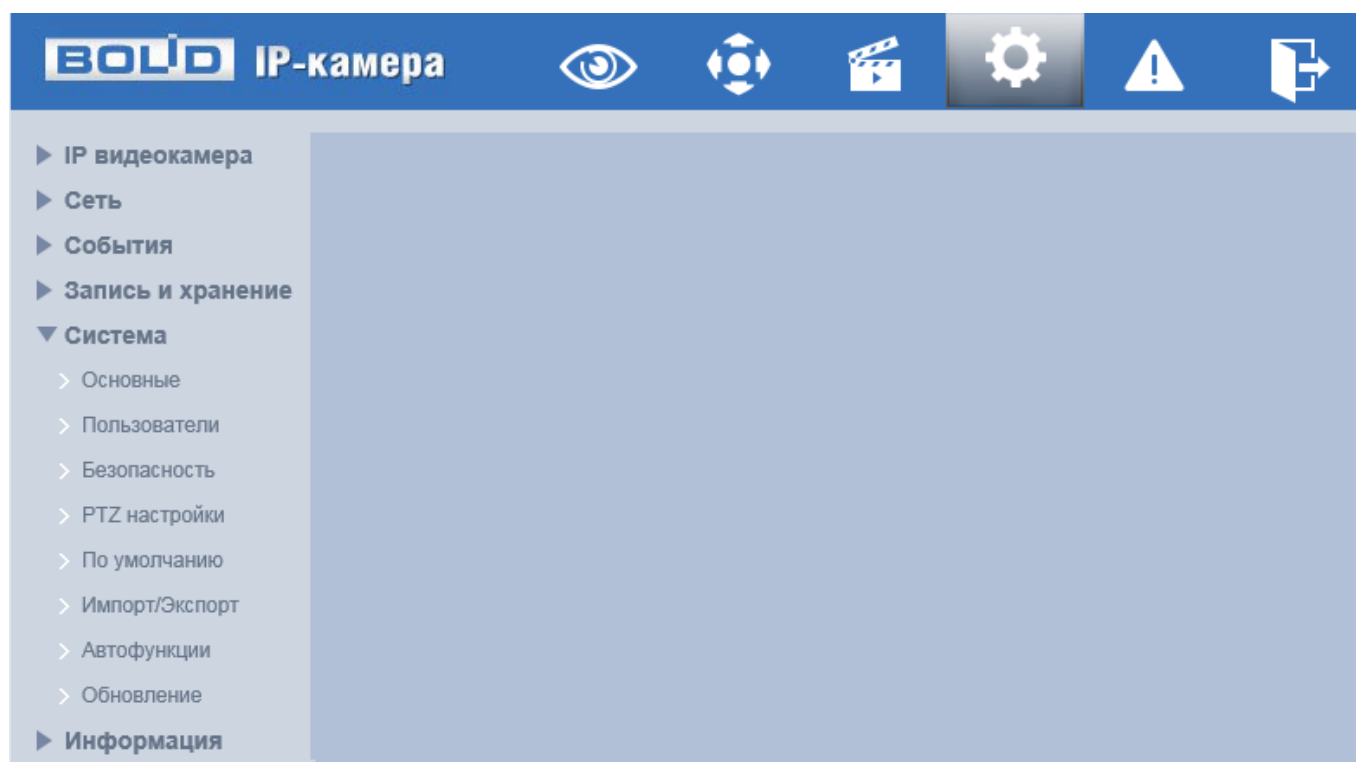 BOLID IP-камера
IP видеокамера
Сеть
События
Запись и хранение
Система
Основные
Пользователи
Безопасность
PTZ настройки
По умолчанию
Импорт/Экспорт
Автофункции
Обновление
Информация